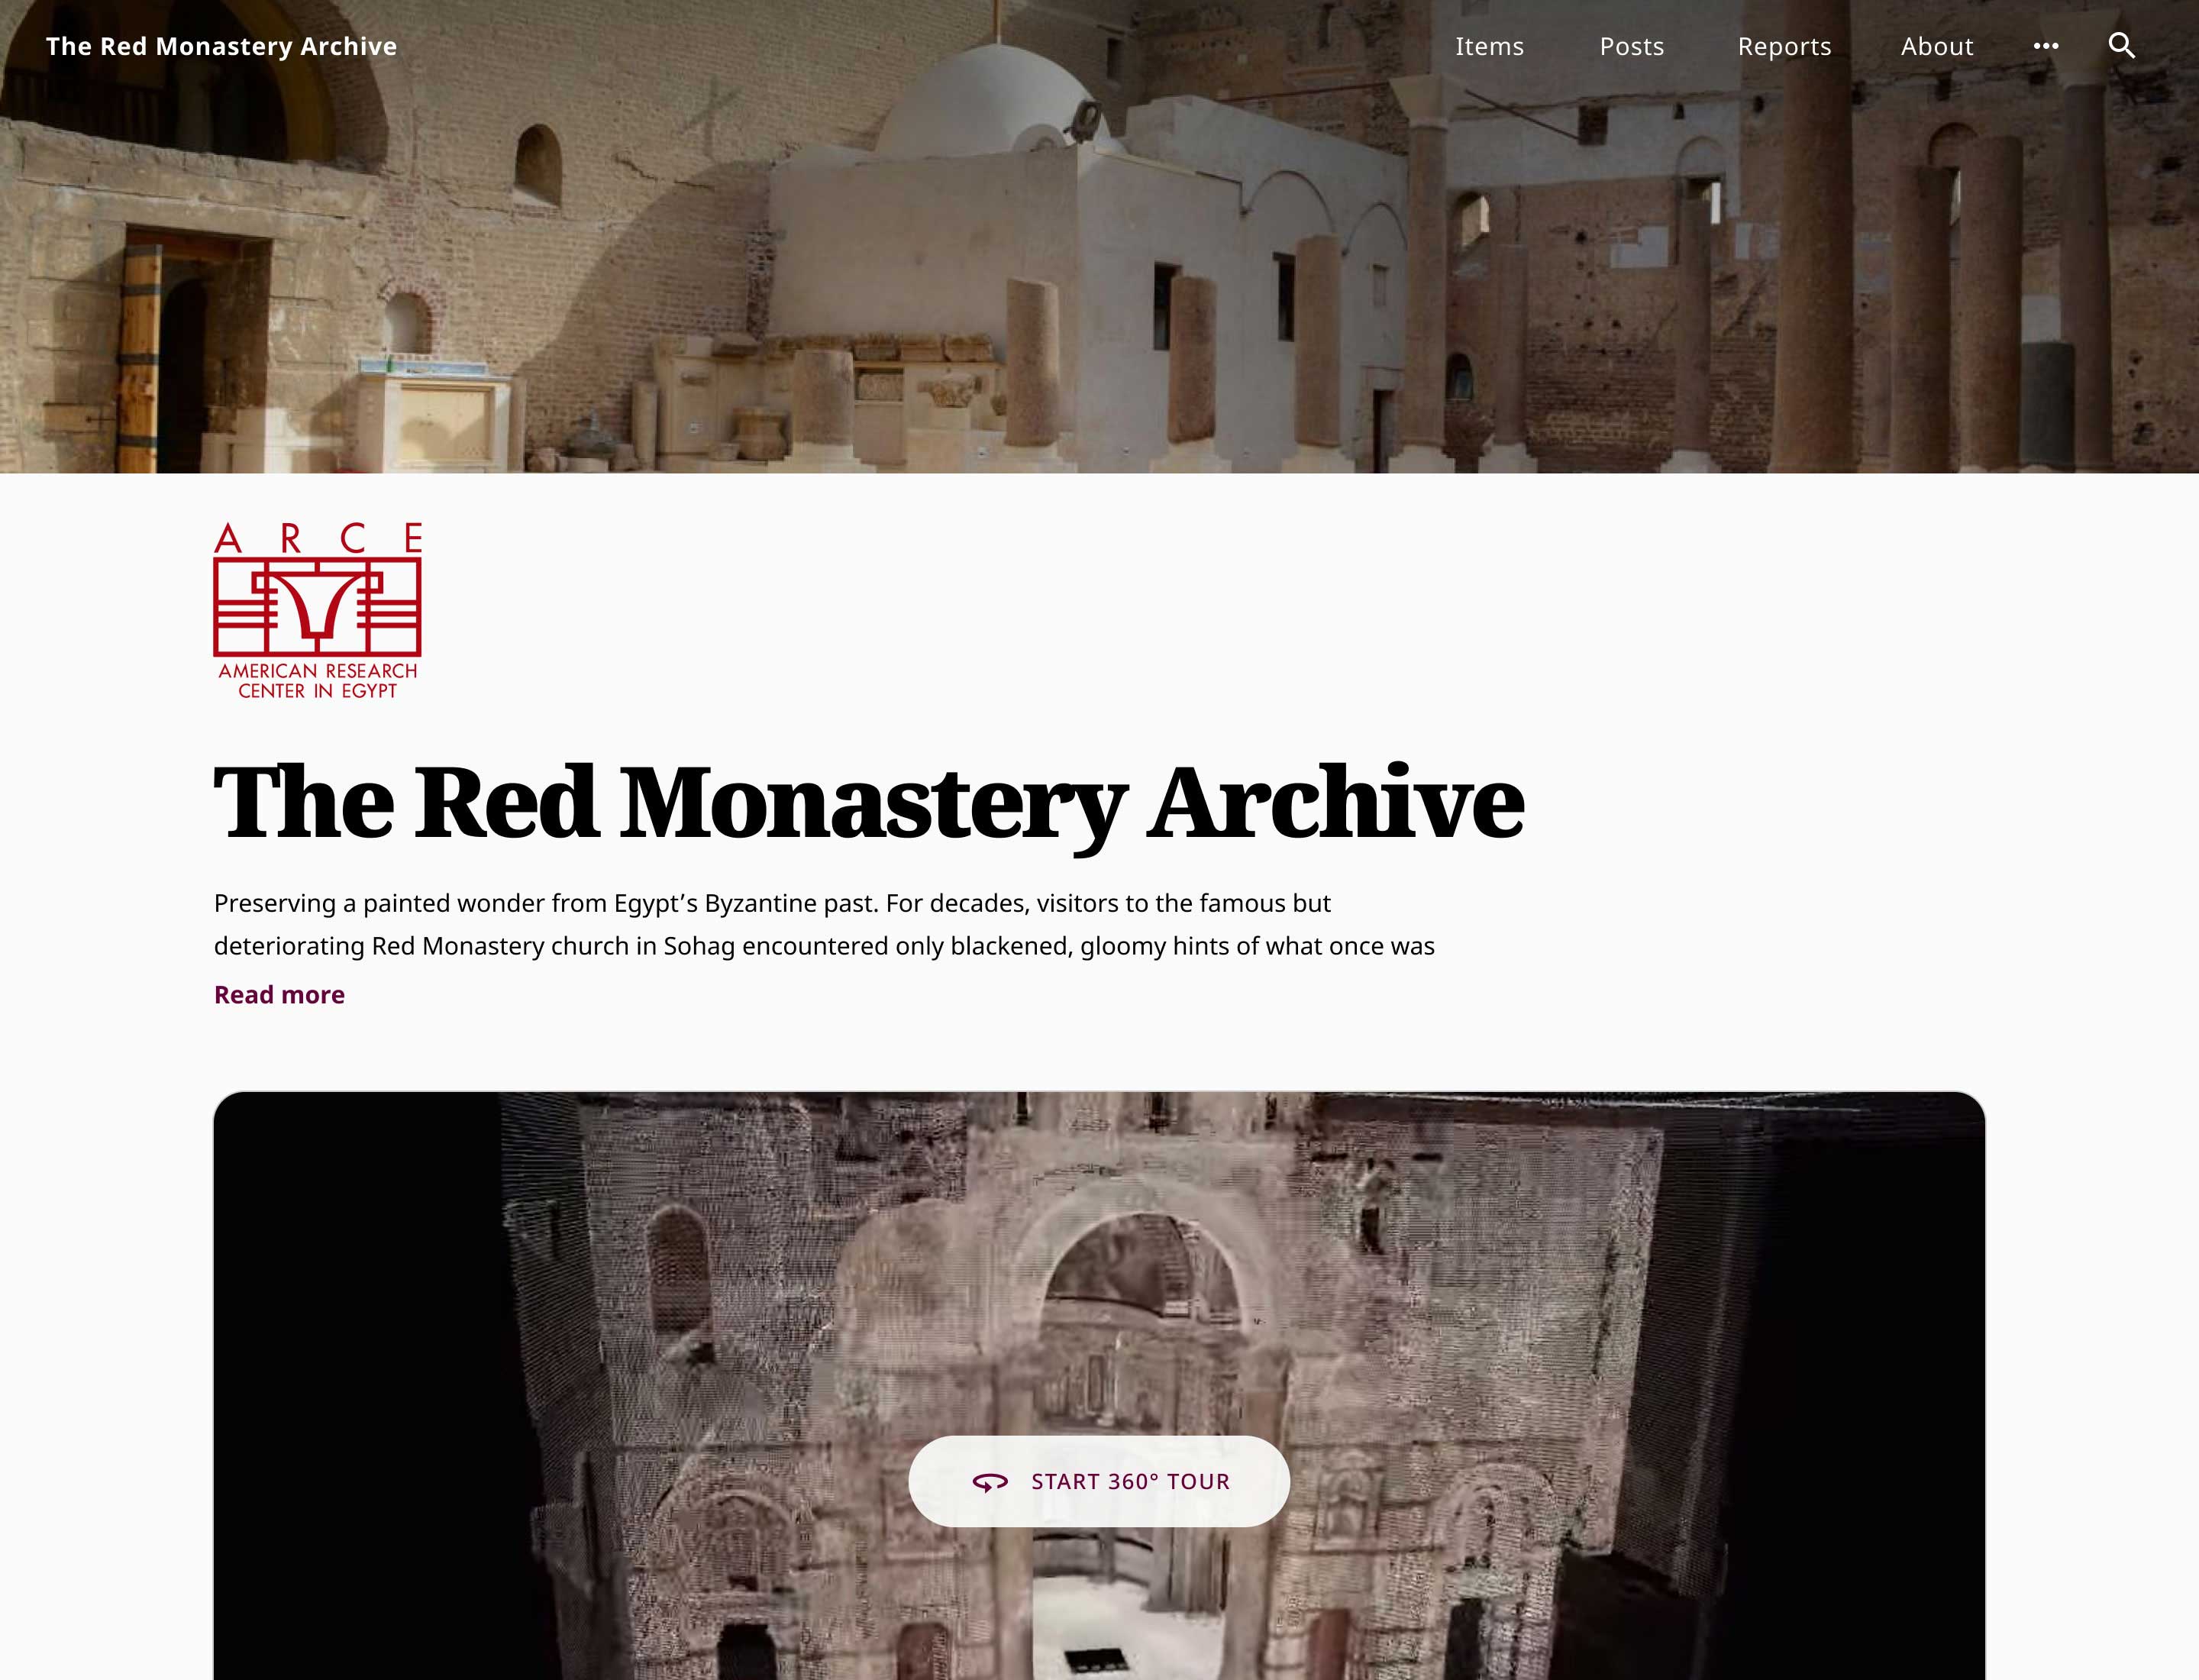 The Red Monastery Archive
Items Posts Reports About
A R C E
AMERICAN RESEARCH
CENTER IN EGYPT
The Red Monastery Archive
Preserving a painted wonder from Egypt’s Byzantine past. For decades, visitors to the famous but
deteriorating Red Monastery church in Sohag encountered only blackened, gloomy hints of what once was
Read more
START 360° TOUR